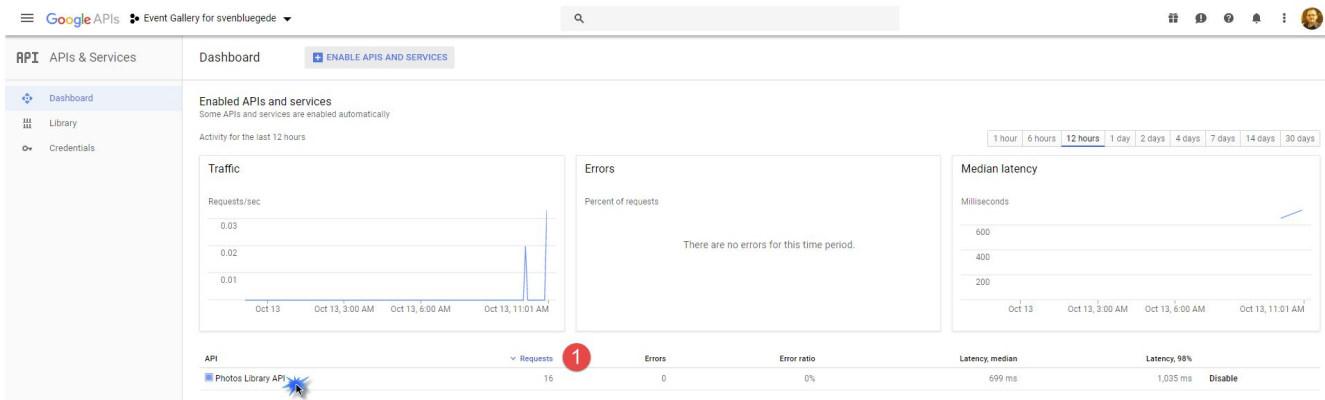 Google APIs Event Gallery for svenbluegede
API APIs & Services
Dashboard
ENABLE APIS AND SERVICES
Dashboard
Library
Credentials
Enabled APIs and services
Some APIs and services are enabled automatically
Activity for the last 12 hours
1 hour 6 hours 12 hours 1 day 2 days 4 days 7 days 14 days 30 days
Traffic
Requests/sec
0.03
0.02
0.01
Oct 13 Oct 13, 3:00 AM Oct 13, 6:00 AM Oct 13, 11:01 AM
Errors
Percent of requests
There are no errors for this time period.
Median latency
Milliseconds
600
400
200
Oct 13 Oct 13, 3:00 AM Oct 13, 6:00 AM Oct 13, 11:01 AM
API Requests 1 Errors Error ratio Latency, median Latency, 98%
Photos Library API 16 0 0% 699 ms 1,035 ms Disable